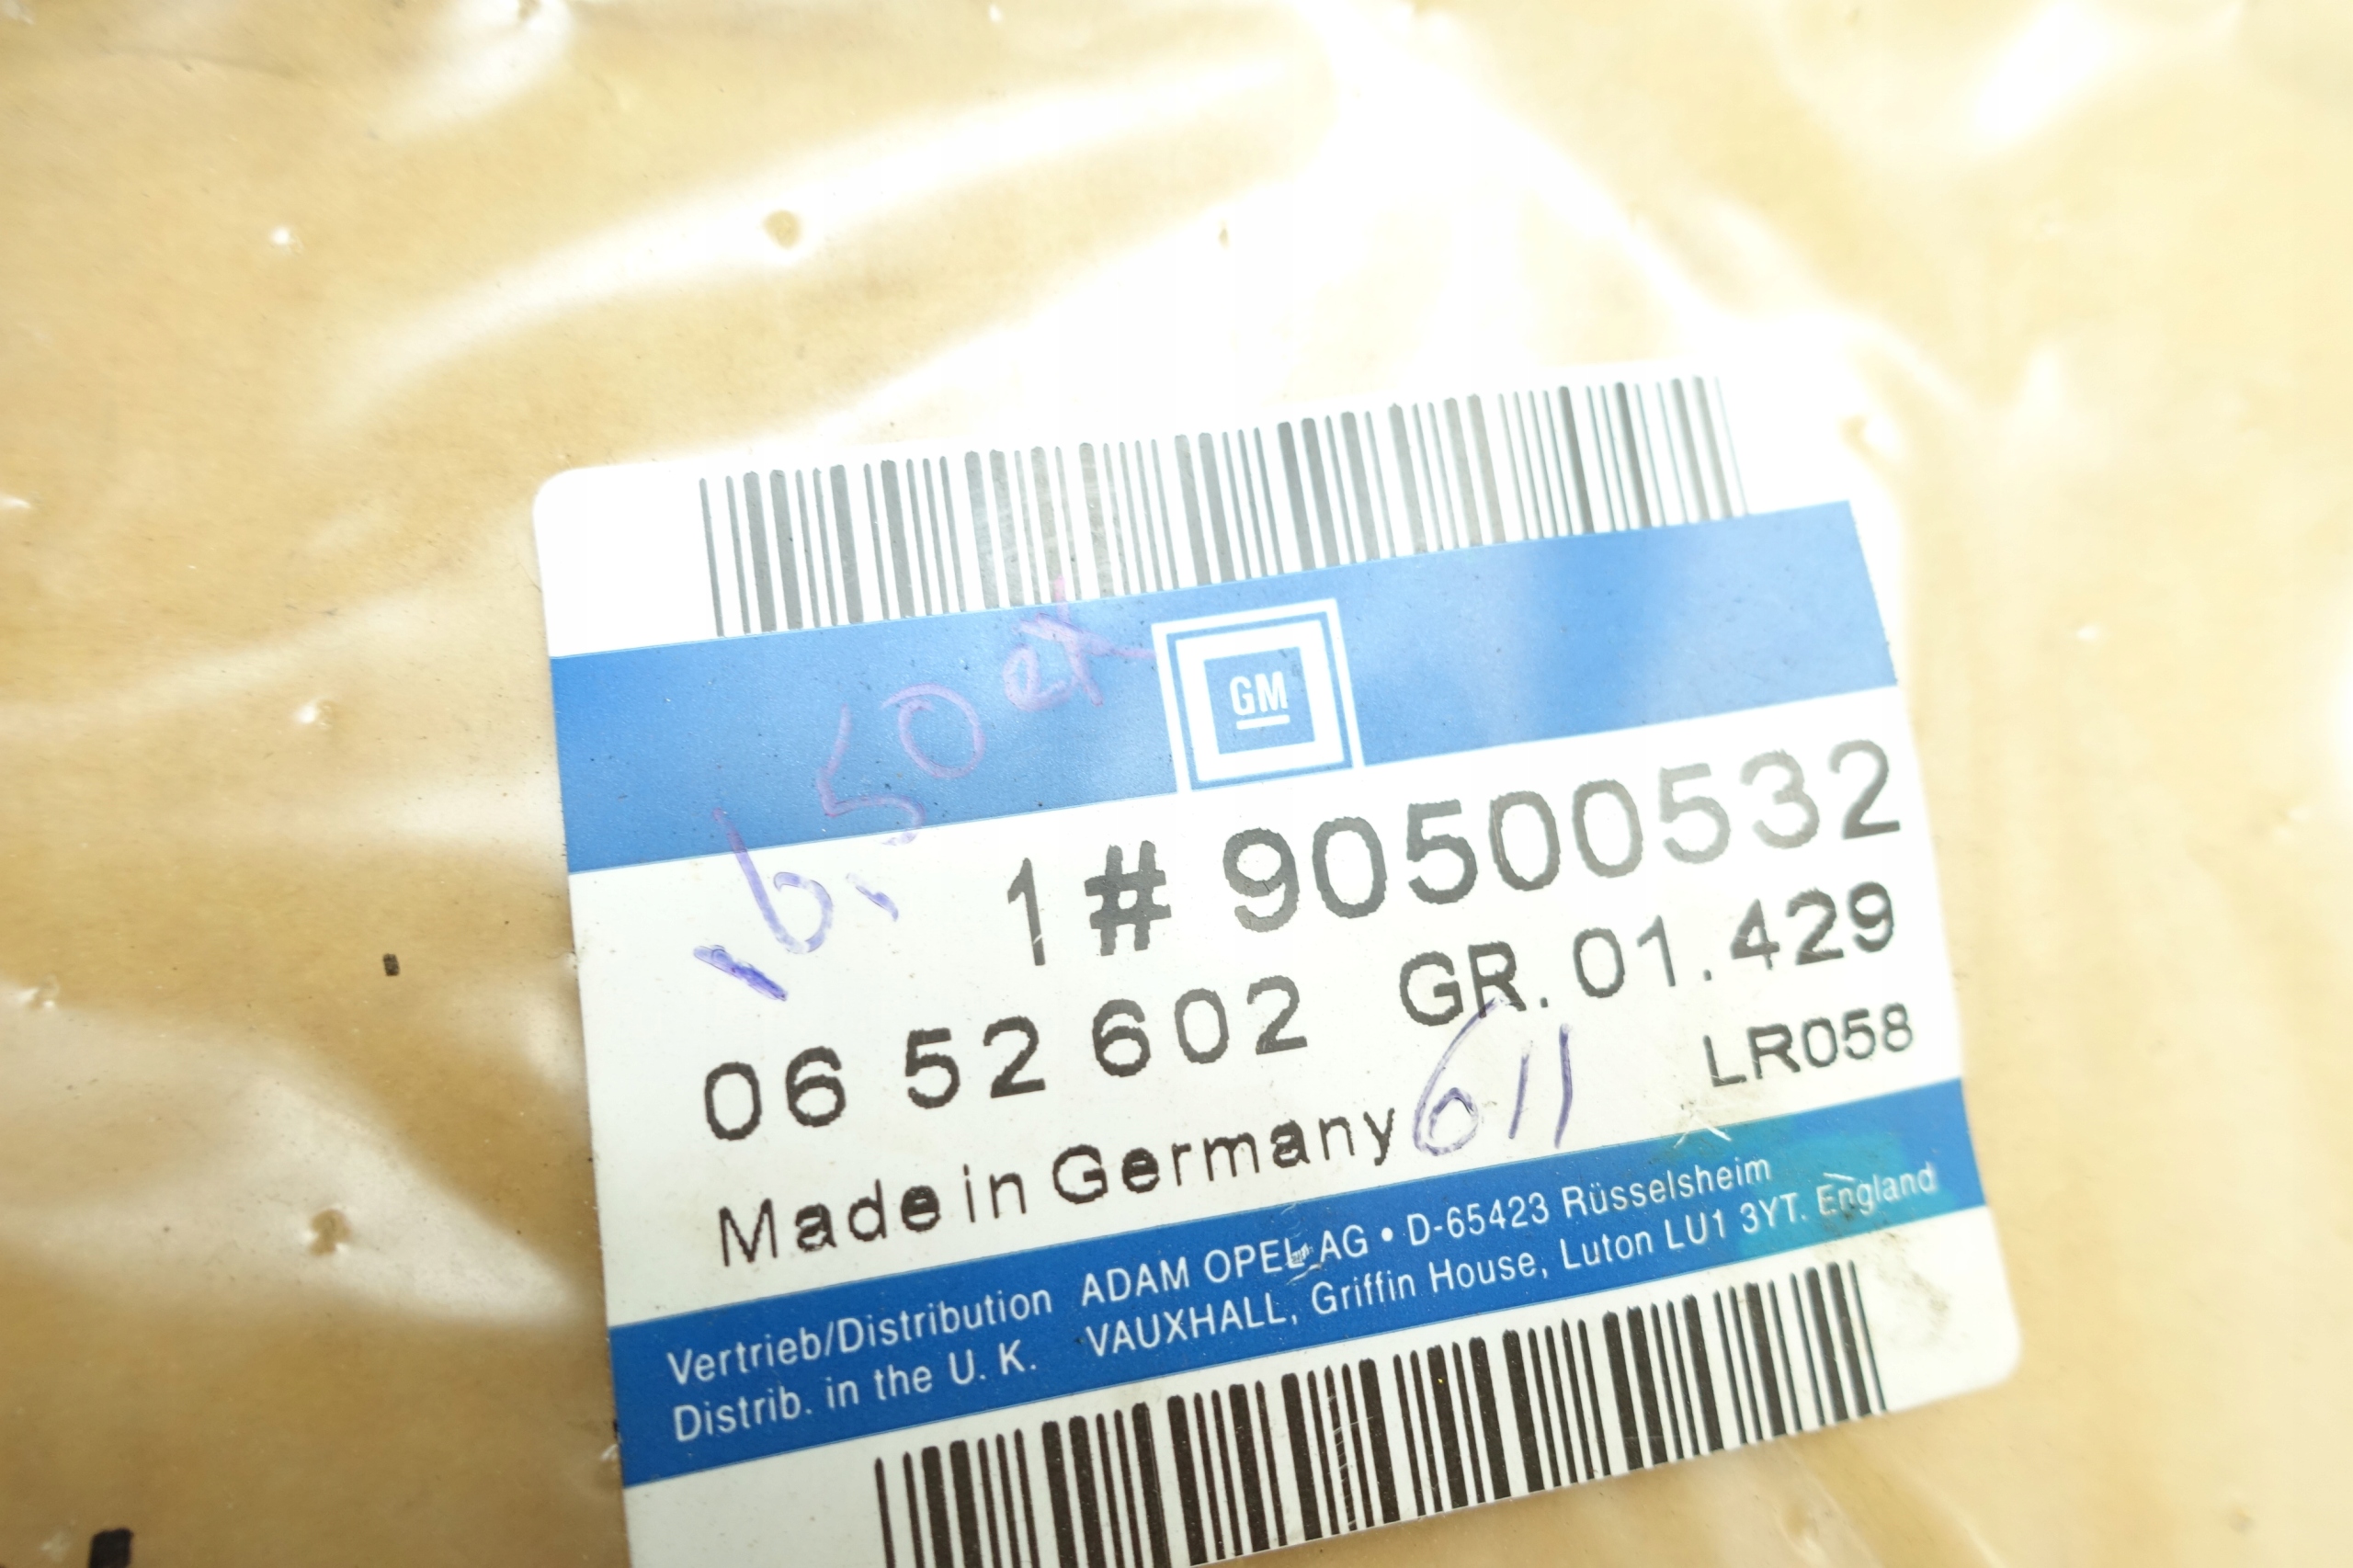 GM
1 # 90500532
06 52 602 GR. 01.429
611 LR058
Made in Germany
Vertrieb/Distribution ADAM OPEL AG • D-65423 Rüsselsheim
Distrib. in the U. K. VAUXHALL, Griffin House, Luton LU1 3YT. England